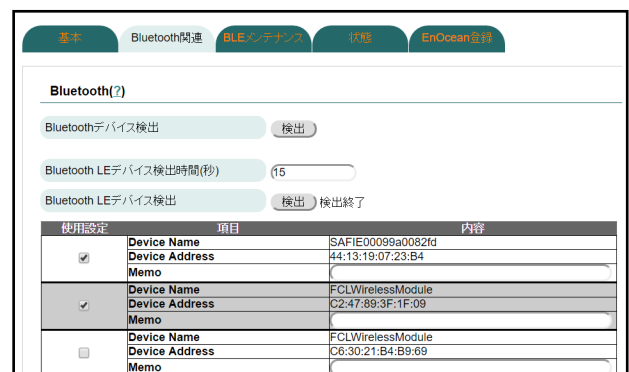 基本 Bluetooth関連 BLEメンテナンス 状態 EnOcean登録
Bluetooth(?)
Bluetoothデバイス検出 検出
Bluetooth LEデバイス検出時間(秒) 15
Bluetooth LEデバイス検出 検出 検出終了
使用設定 項目 内容
Device Name SAFIE00099a0082fd
Device Address 44:13:19:07:23:B4
Memo
Device Name FCLWirelessModule
Device Address C2:47:89:3F:1F:09
Memo
Device Name FCLWirelessModule
Device Address C6:30:21:B4:B9:69
Memo